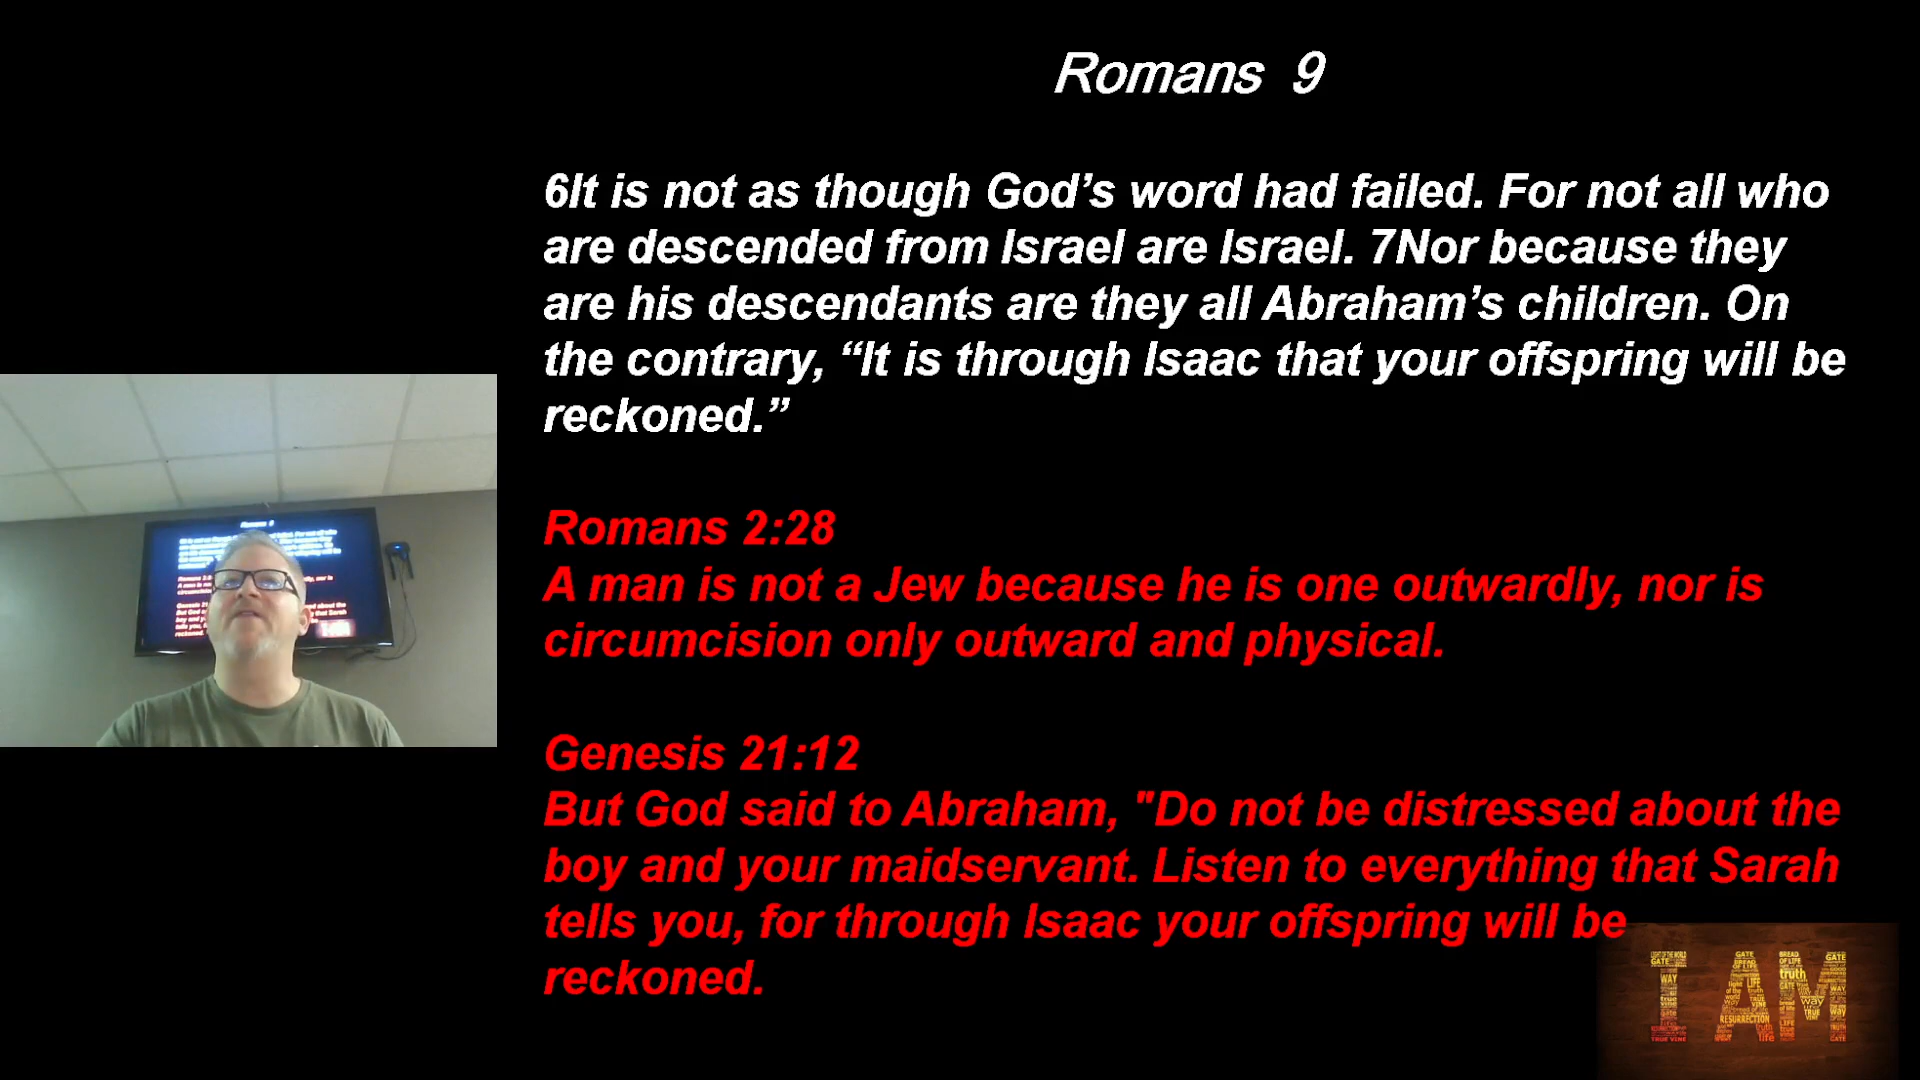 Romans 9
6It is not as though God’s word had failed. For not all who
are descended from Israel are Israel. 7Nor because they
are his descendants are they all Abraham’s children. On
the contrary, “It is through Isaac that your offspring will be
reckoned.”
Romans 2:28
A man is not a Jew because he is one outwardly, nor is
circumcision only outward and physical.
Genesis 21:12
But God said to Abraham, "Do not be distressed about the
boy and your maidservant. Listen to everything that Sarah
tells you, for through Isaac your offspring will be
reckoned.
I AM